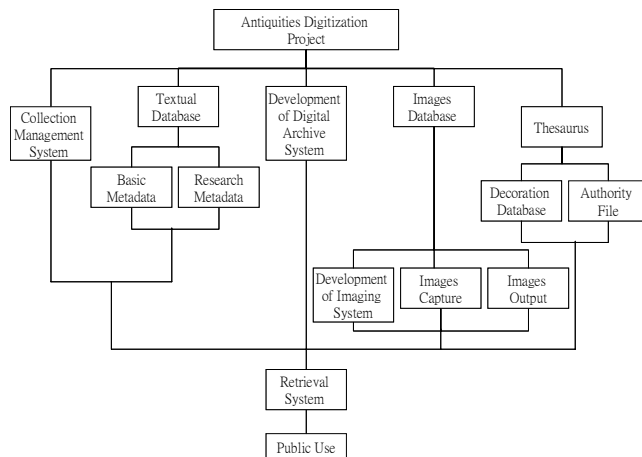 Antiquities Digitization
Project
Collection
Management
System
Textual
Database
Development
of Digital
Archive
System
Images
Database
Thesaurus
Basic
Metadata
Research
Metadata
Decoration
Database
Authority
File
Development
of Imaging
System
Images
Capture
Images
Output
Retrieval
System
Public Use